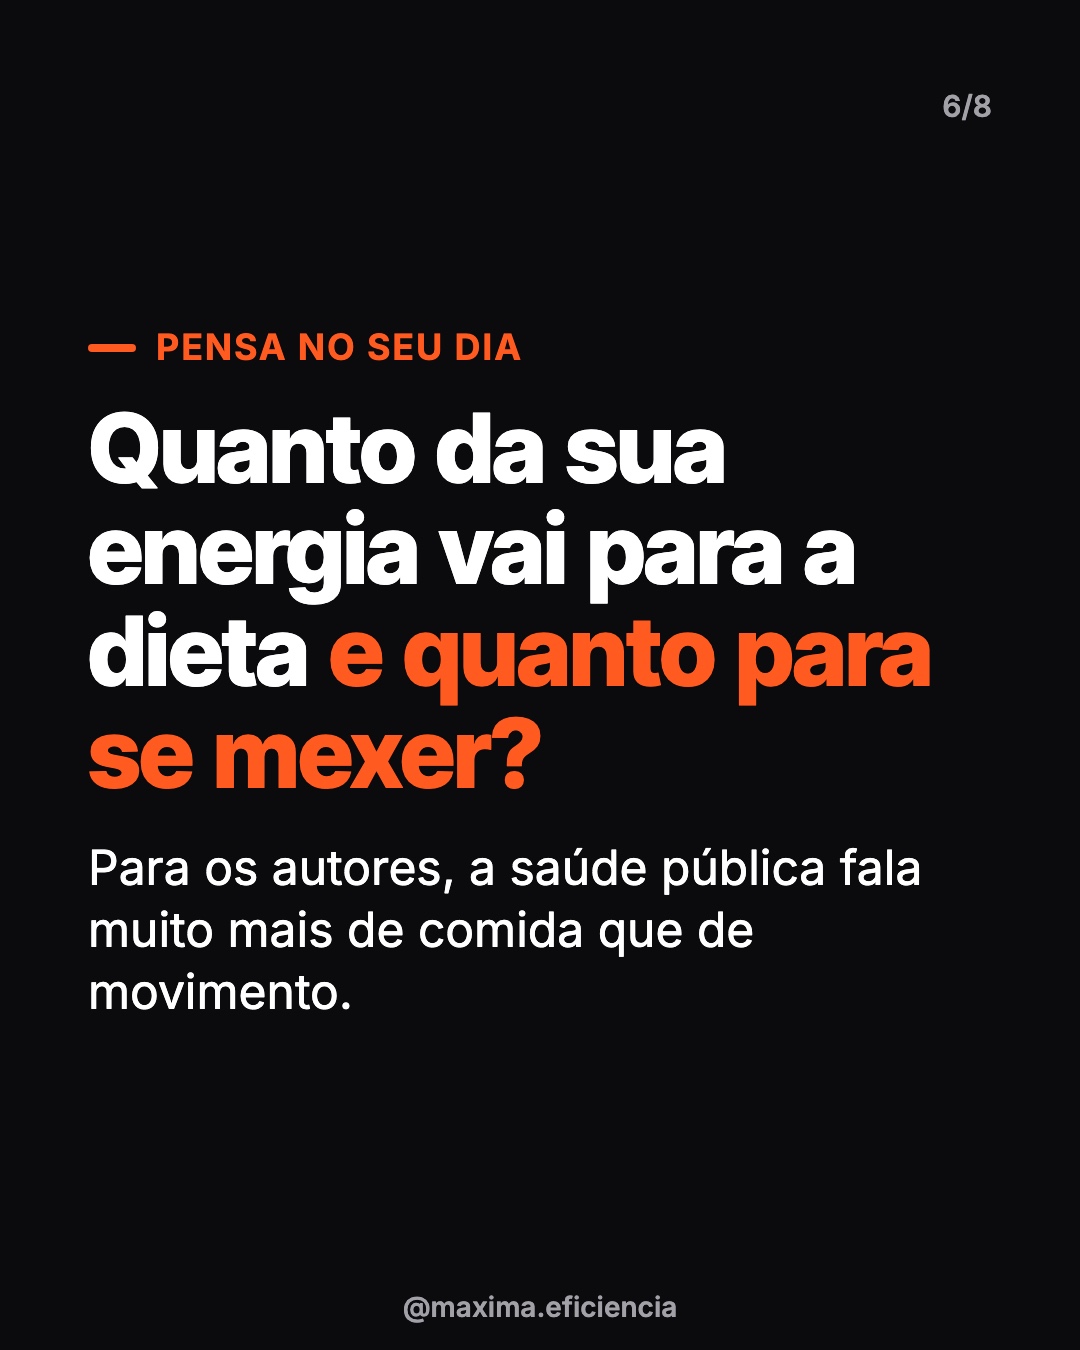 6/8
PENSA NO SEU DIA
Quanto da sua
energia vai para a
dieta e quanto para
se mexer?
Para os autores, a saúde pública fala
muito mais de comida que de
movimento.
@maxima.eficiencia